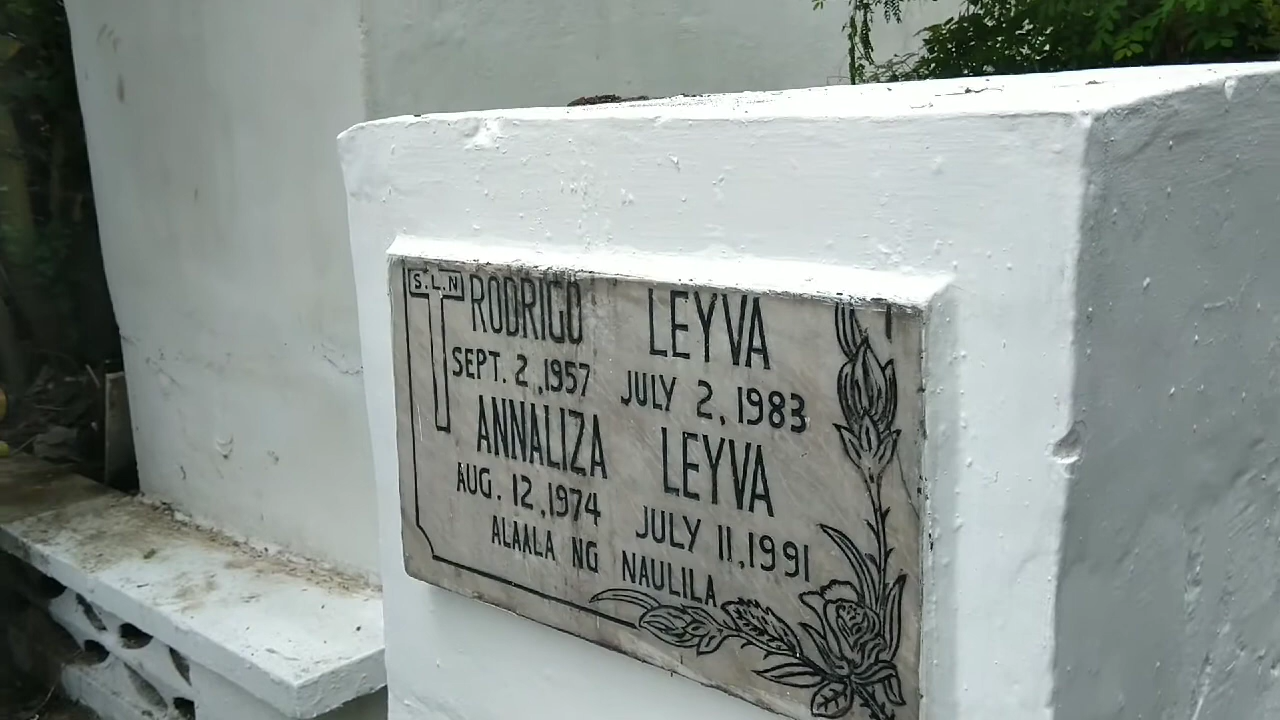 S.L.N
RODRIGO LEYVA
SEPT. 2,1957 JULY 2, 1983
ANNALIZA LEYVA
AUG. 12,1974 JULY 11,1991
ALAALA NG NAULILA